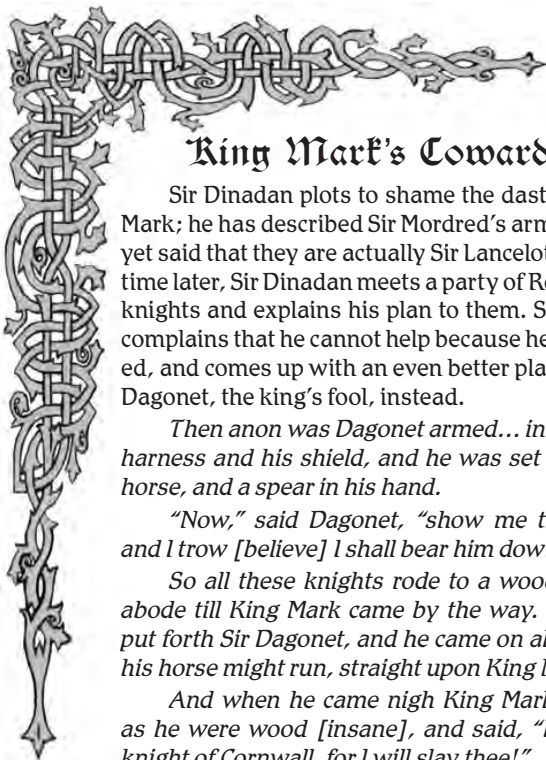 King Mark's Coward
Sir Dinadan plots to shame the dast
Mark; he has described Sir Mordred's arm
yet said that they are actually Sir Lancelot
time later, Sir Dinadan meets a party of Ro
knights and explains his plan to them. S
complains that he cannot help because he
ed, and comes up with an even better pla
Dagonet, the king's fool, instead.
Then anon was Dagonet armed… in
harness and his shield, and he was set
horse, and a spear in his hand.
"Now," said Dagonet, "show me t
and I trow [believe] I shall bear him dow
So all these knights rode to a wood
abode till King Mark came by the way.
put forth Sir Dagonet, and he came on al
his horse might run, straight upon King
And when he came nigh King Mark
as he were wood [insane], and said, "
knight of Cornwall, for I will slay thee!"